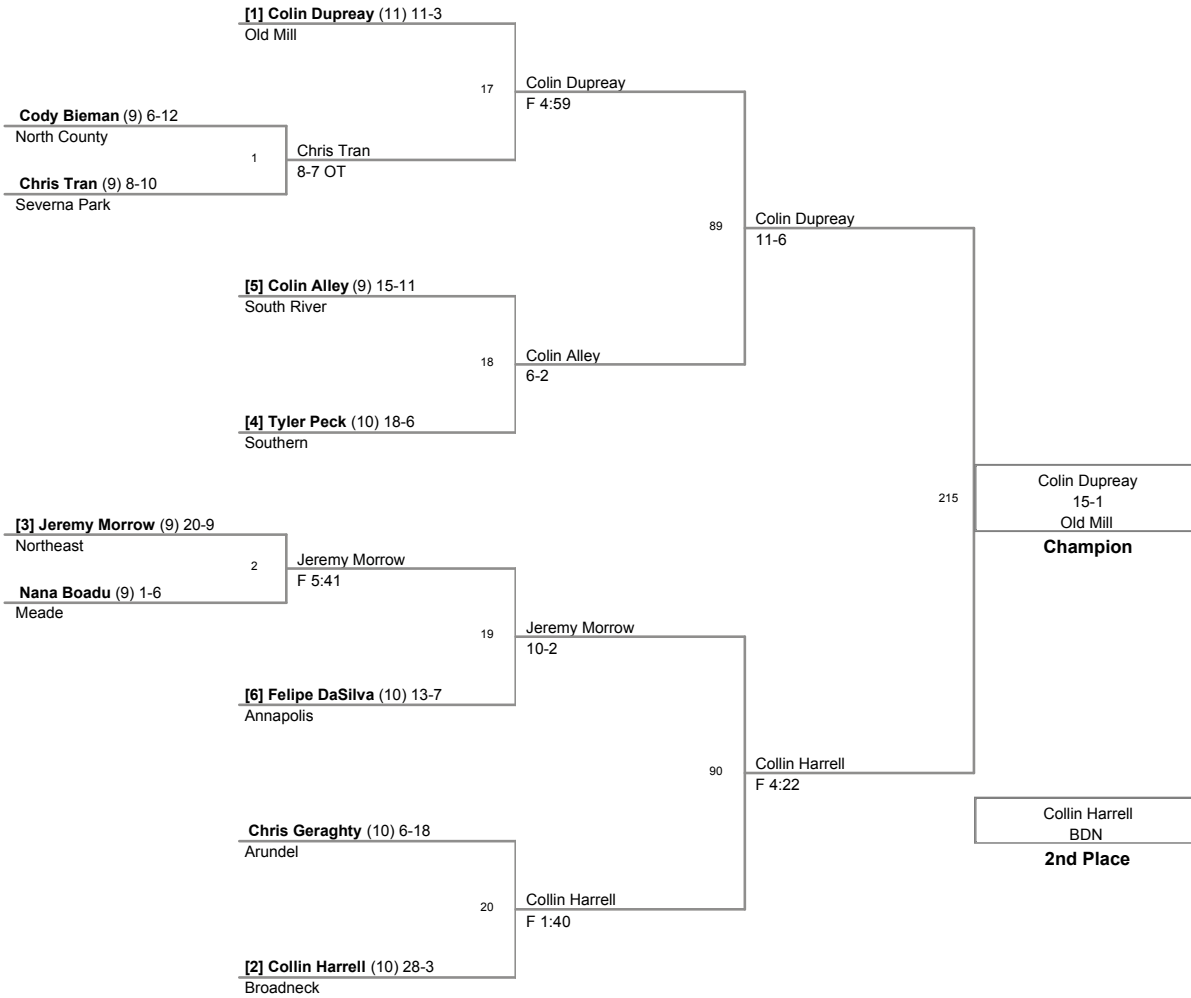 [1] Colin Dupreay (11) 11-3
Old Mill
17
Colin Dupreay
F 4:59
Cody Bieman (9) 6-12
North County
1
Chris Tran
8-7 OT
Chris Tran (9) 8-10
Severna Park
89
Colin Dupreay
11-6
[5] Colin Alley (9) 15-11
South River
18
Colin Alley
6-2
[4] Tyler Peck (10) 18-6
Southern
215
Colin Dupreay
15-1
Old Mill
Champion
[3] Jeremy Morrow (9) 20-9
Northeast
2
Jeremy Morrow
F 5:41
Nana Boadu (9) 1-6
Meade
19
Jeremy Morrow
10-2
[6] Felipe DaSilva (10) 13-7
Annapolis
90
Collin Harrell
F 4:22
Chris Geraghty (10) 6-18
Arundel
20
Collin Harrell
F 1:40
[2] Collin Harrell (10) 28-3
Broadneck
Collin Harrell
BDN
2nd Place